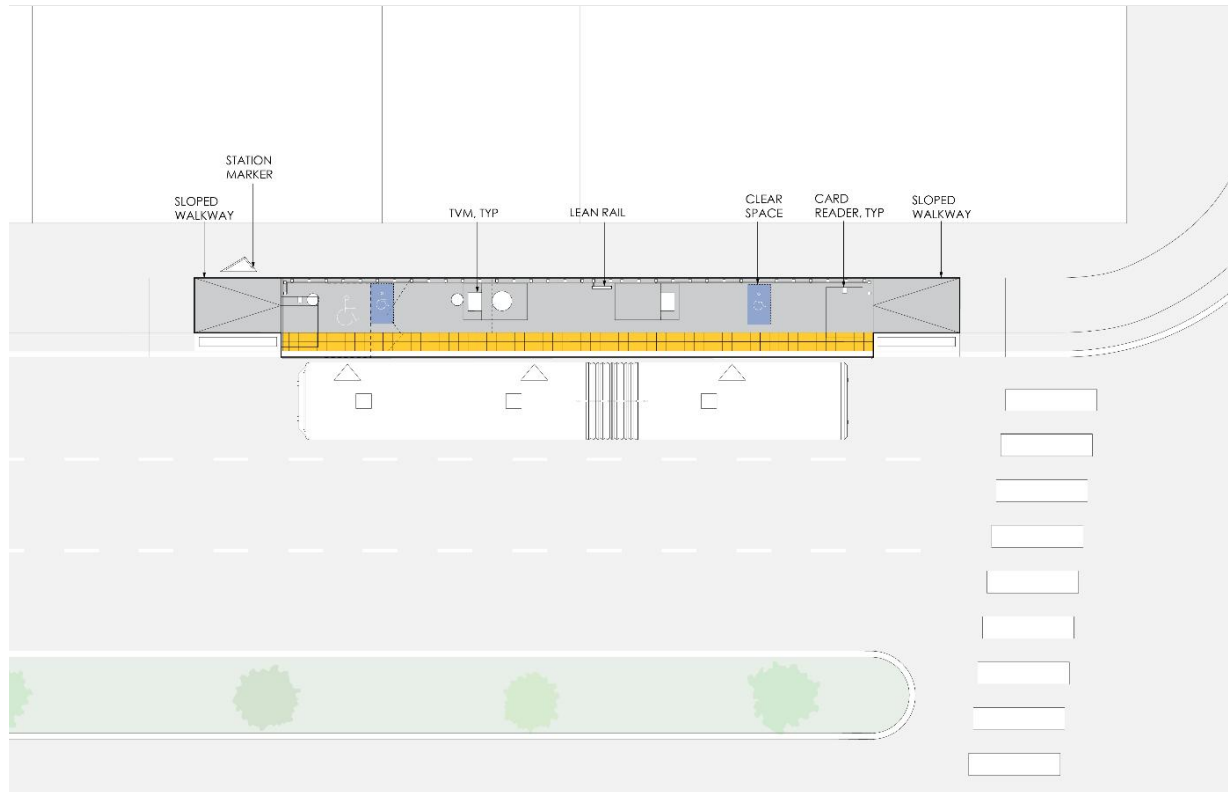 STATION
MARKER
SLOPED
WALKWAY
TVM, TYP
LEAN RAIL
CLEAR
SPACE
CARD
READER, TYP
SLOPED
WALKWAY